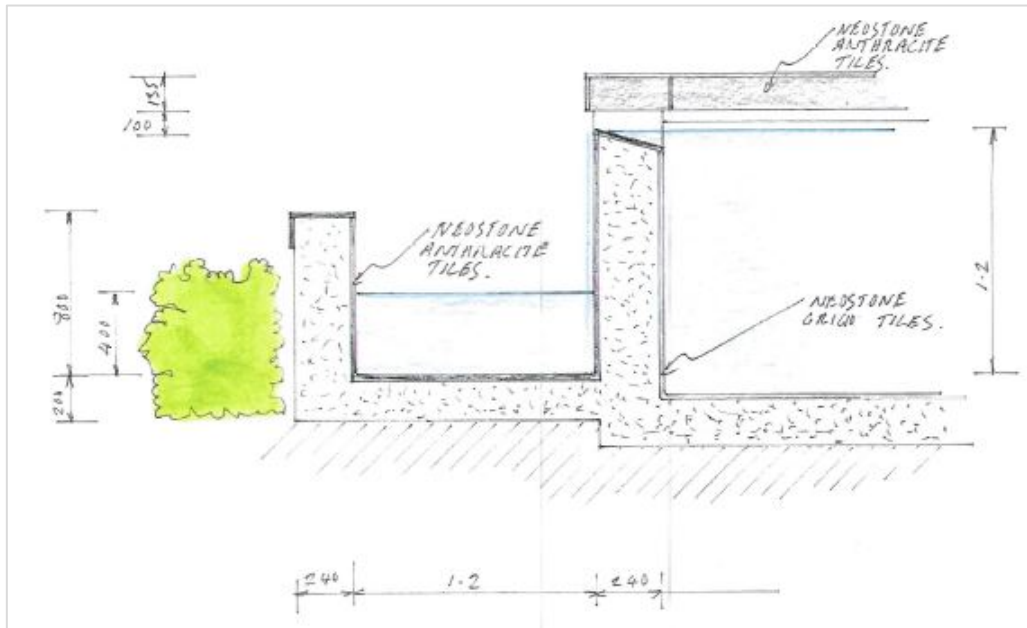 NEOSTONE
ANTHRACITE
TILES.
135
100
NEOSTONE
ANTHRACITE
TILES.
800
400
200
1-2
NEOSTONE
GRIGO TILES.
240
1-2
240